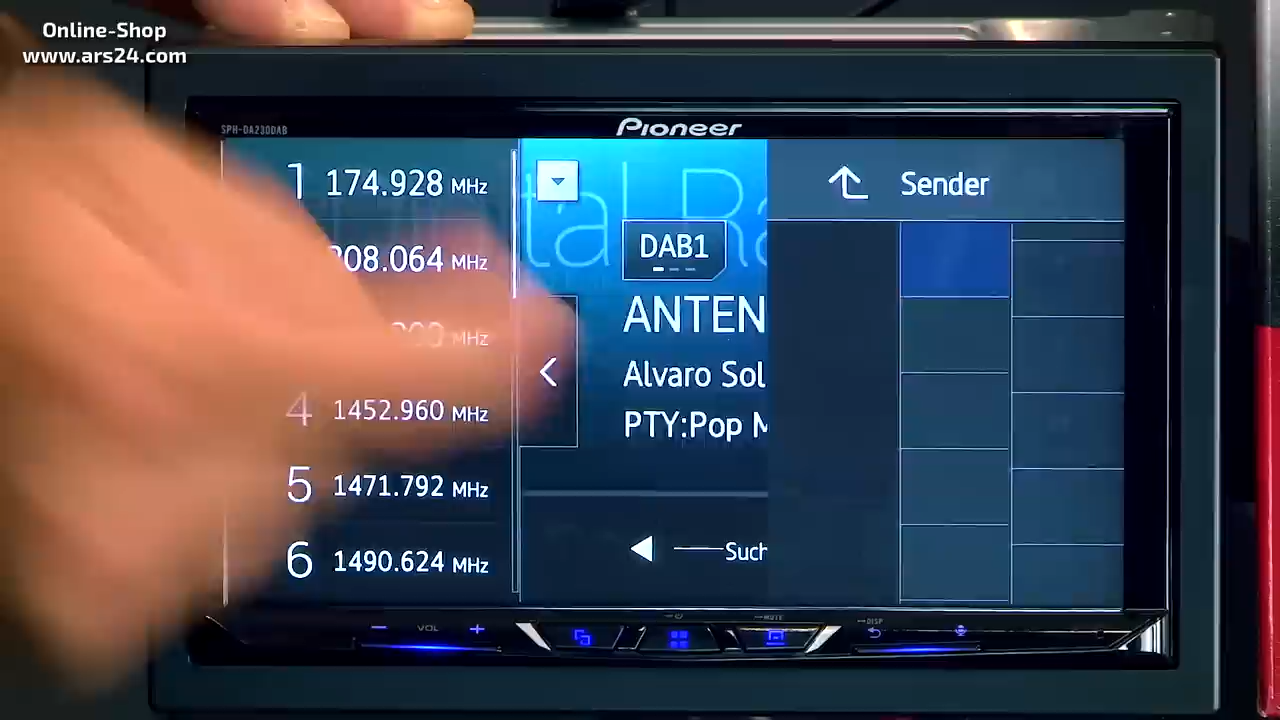 Online-Shop
www.ars24.com
SPH-DA230DAB
Pioneer
1 174.928 MHz
208.064 MHz
MHz
4 1452.960 MHz
5 1471.792 MHz
6 1490.624 MHz
tal Ra
DAB1
ANTEN
Alvaro Sol
PTY:Pop M
Such
Sender
VOL
MUTE
DISP